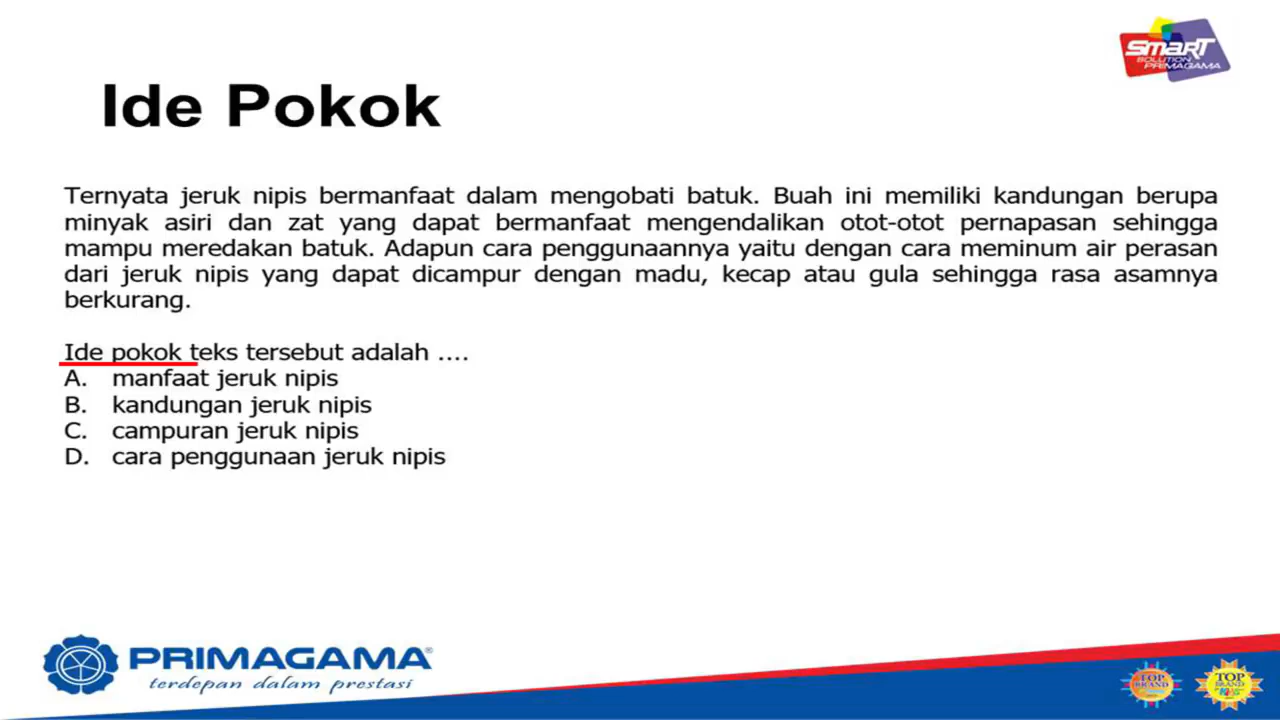 SmarT
SOLUTION
PRIMAGAMA
Ide Pokok
Ternyata jeruk nipis bermanfaat dalam mengobati batuk. Buah ini memiliki kandungan berupa
minyak asiri dan zat yang dapat bermanfaat mengendalikan otot-otot pernapasan sehingga
mampu meredakan batuk. Adapun cara penggunaannya yaitu dengan cara meminum air perasan
dari jeruk nipis yang dapat dicampur dengan madu, kecap atau gula sehingga rasa asamnya
berkurang.
Ide pokok teks tersebut adalah ....
A. manfaat jeruk nipis
B. kandungan jeruk nipis
C. campuran jeruk nipis
D. cara penggunaan jeruk nipis
PRIMAGAMA®
terdepan dalam prestasi
TOP
BRAND
TOP
BRAND